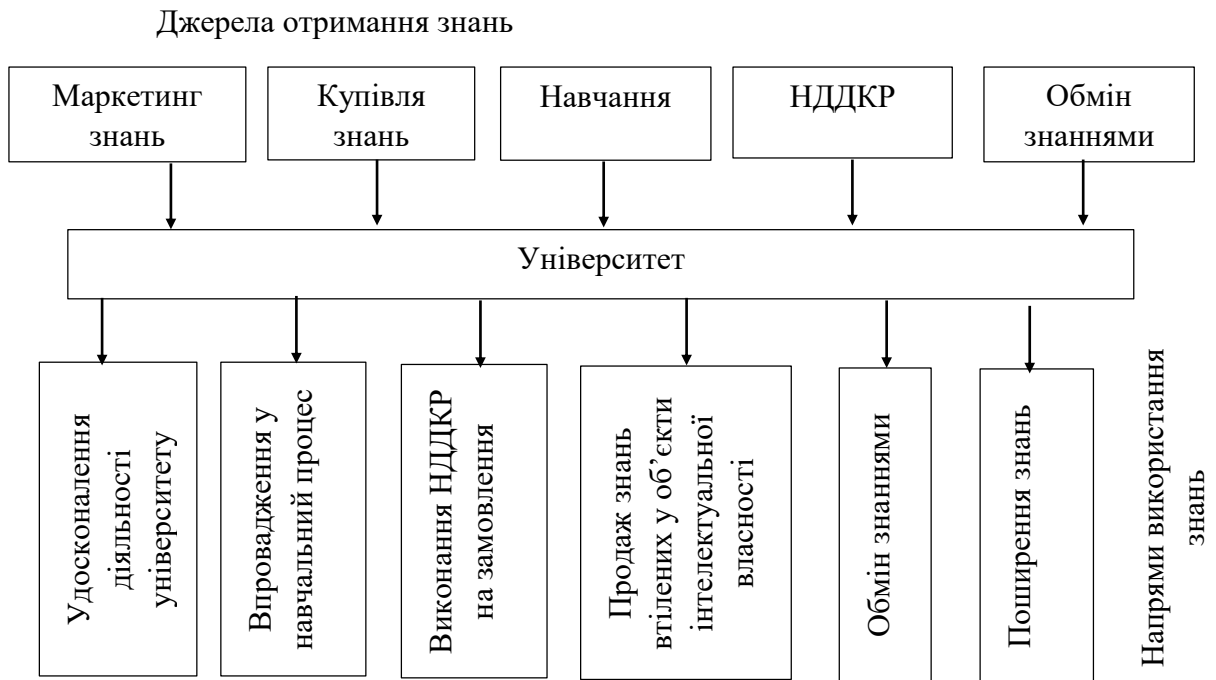 Джерела отримання знань
Маркетинг
знань
Купівля
знань
Навчання
НДДКР
Обмін
знаннями
Університет
Удосконалення
діяльності
університету
Впровадження у
навчальний процес
Виконання НДДКР
на замовлення
Продаж знань
втілених у об’єкти
інтелектуальної
власності
Обмін знаннями
Поширення знань
Напрями використання
знань